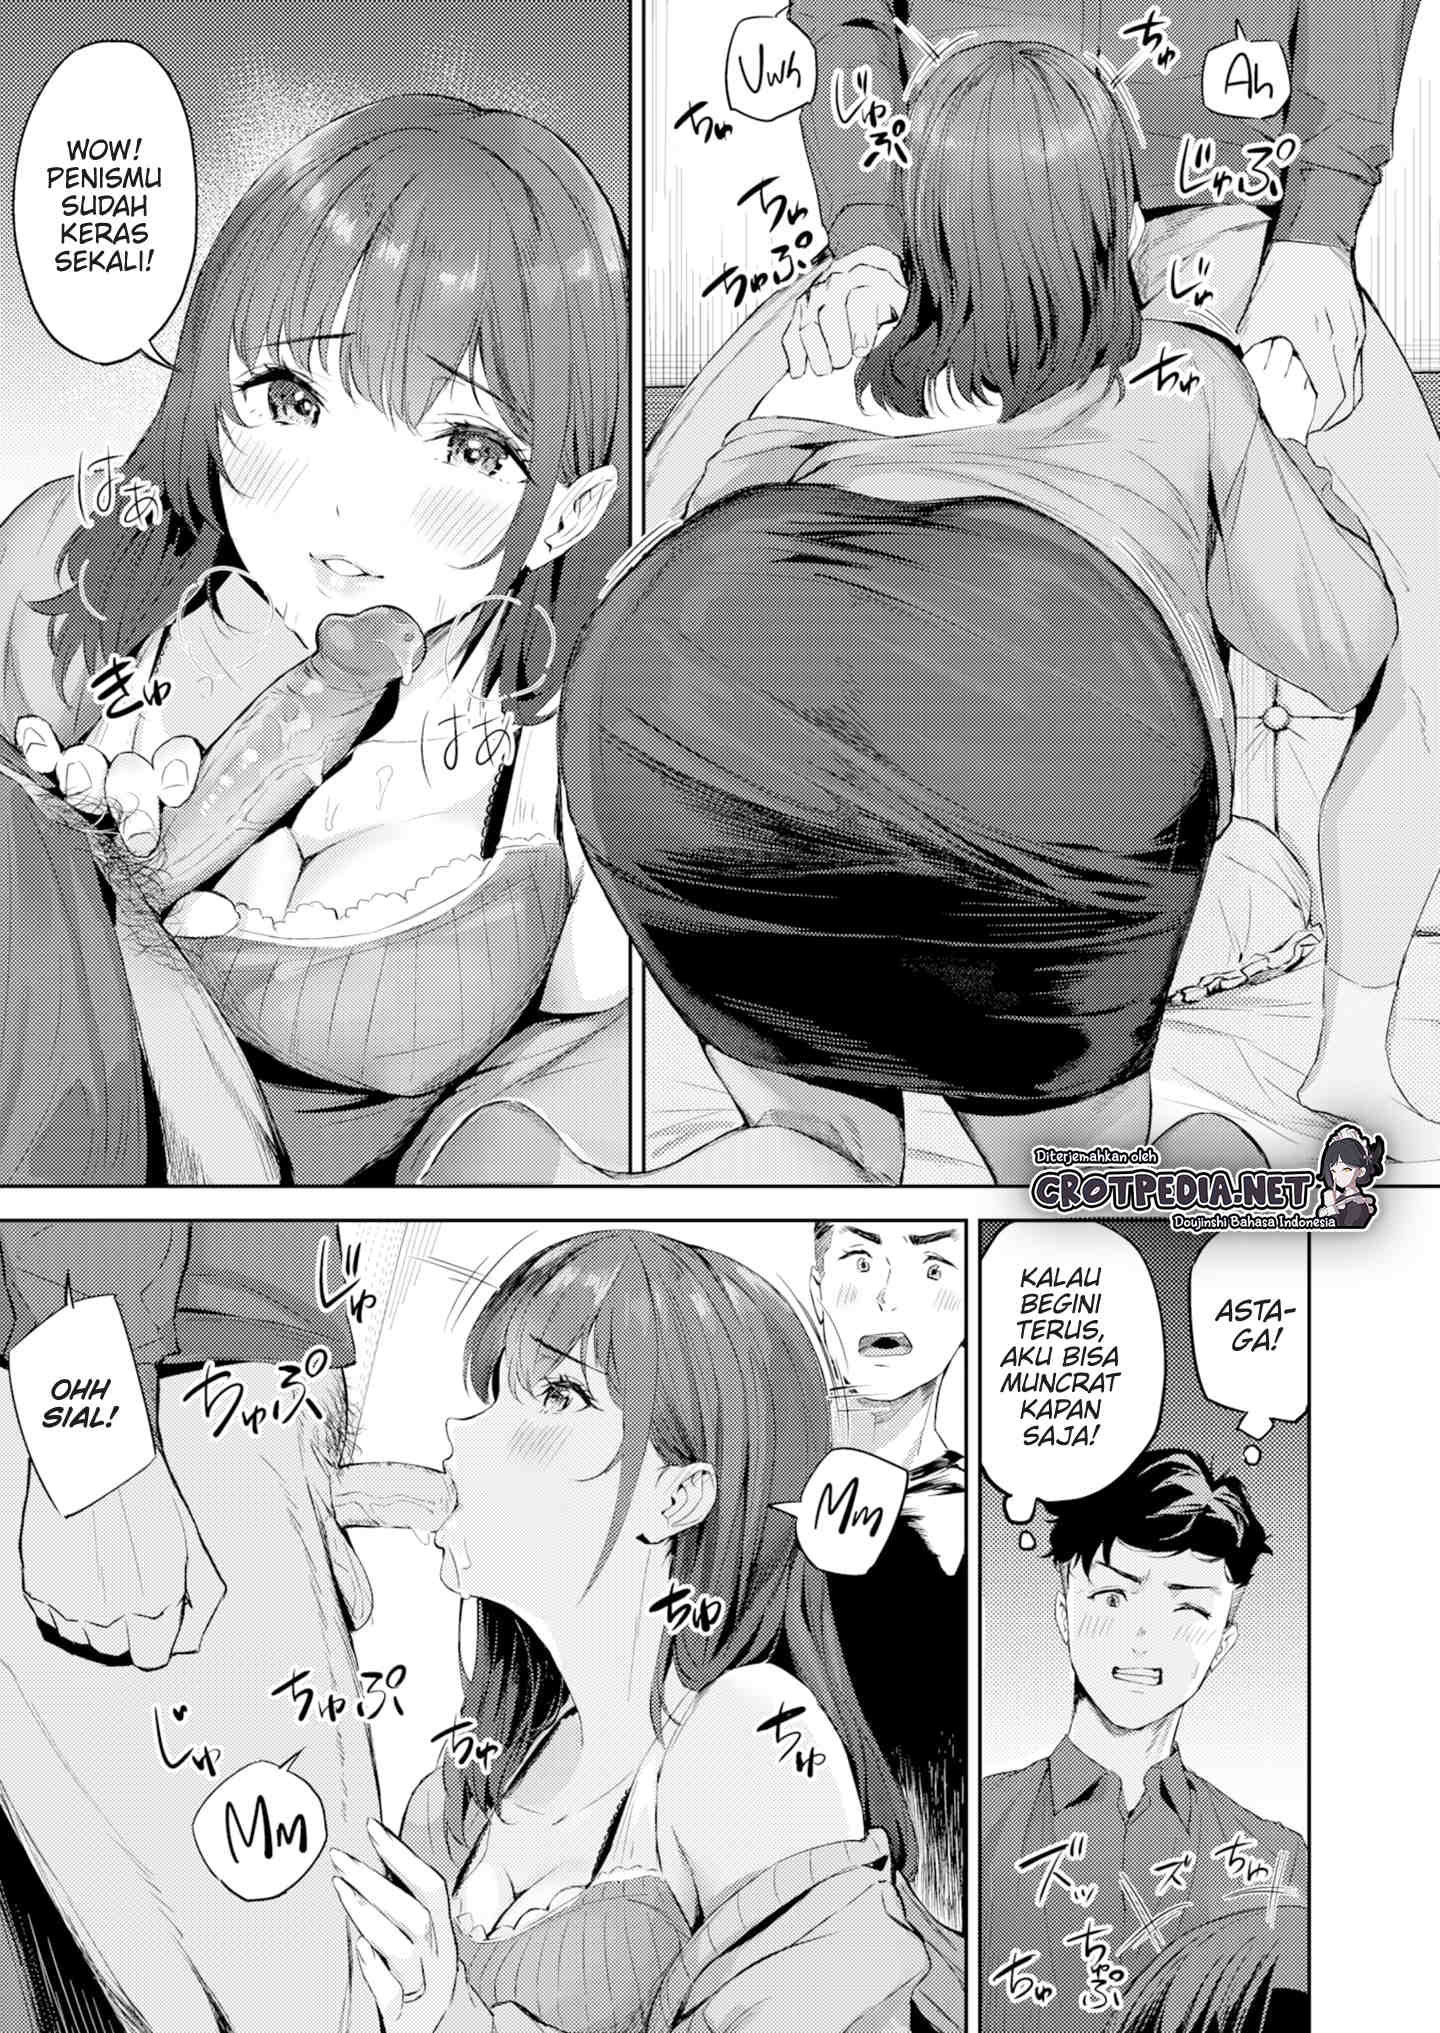 WOW!
PENISMU
SUDAH
KERAS
SEKALI!
はぁ
はぁ
きゅ
Uwh
Ah
ちゅ
じゅぷ
ちゅ
じゅぷ
ちゅ
ちゅぷ
じゅ
ちゅ
Diterjemahkan oleh
CROTPEDIA.NET
Doujinshi Bahasa Indonesia
OHH
SIAL!
じゅ
ちゅぷ
Mm
ちゅ
ちゅぷ
じゅ
ちゅ
ちゅ
Mm
ASTA-
GA!
KALAU
BEGINI
TERUS,
AKU BISA
MUNCRAT
KAPAN
SAJA!
ズッ
ズ
ちゅ
ちゅぷ
ちゅ